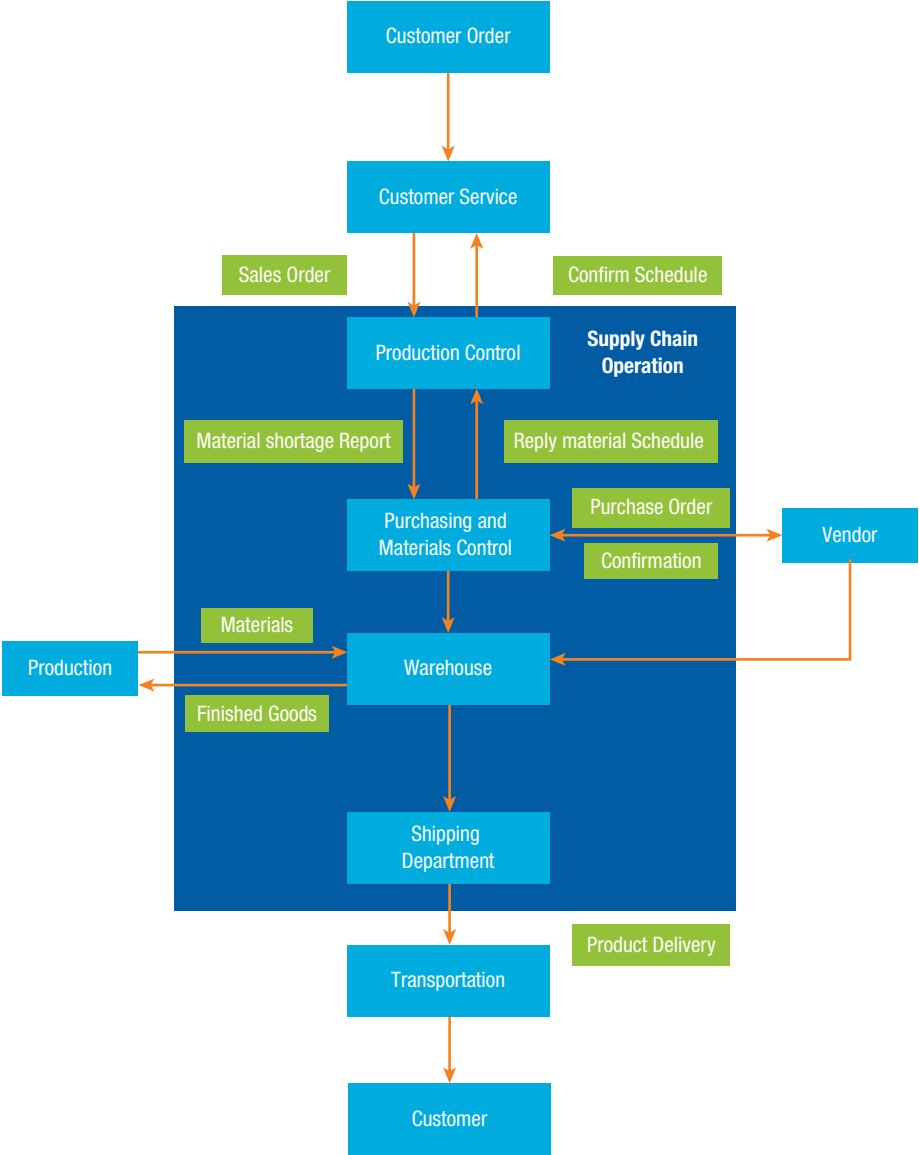 Customer Order
Customer Service
Sales Order
Confirm Schedule
Production Control
Supply Chain
Operation
Material shortage Report
Reply material Schedule
Purchasing and
Materials Control
Purchase Order
Confirmation
Vendor
Materials
Production
Warehouse
Finished Goods
Shipping
Department
Product Delivery
Transportation
Customer